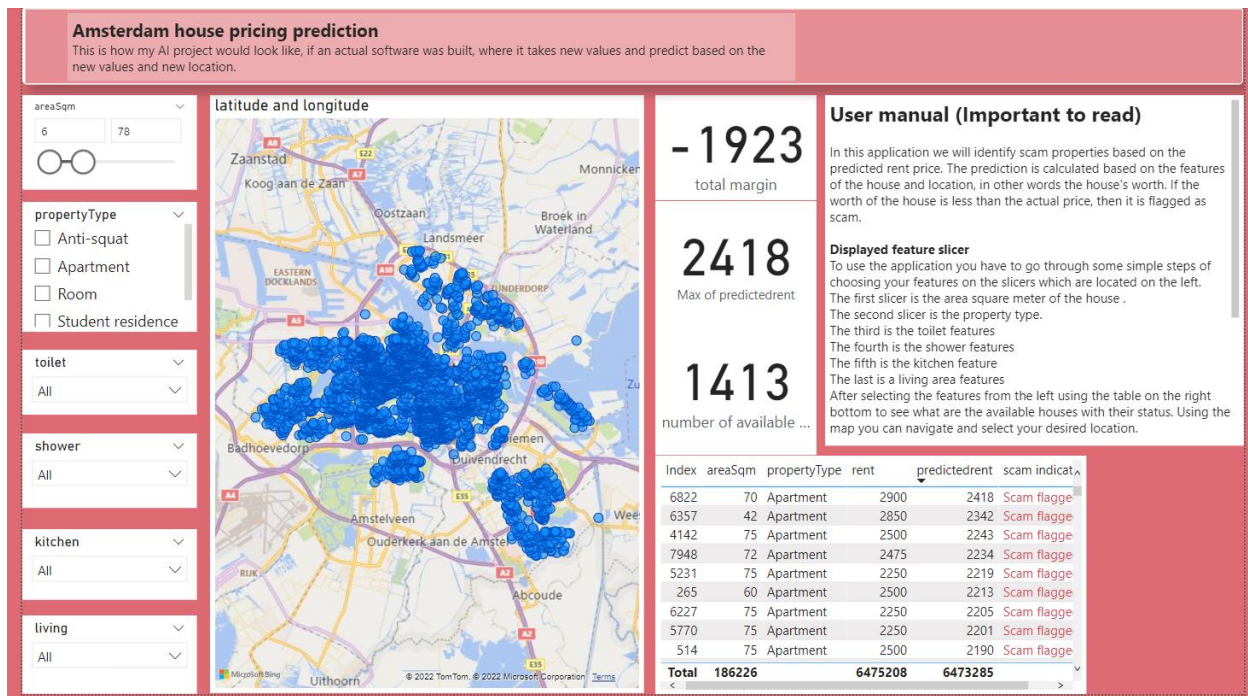 Amsterdam house pricing prediction
This is how my AI project would look like, if an actual software was built, where it takes new values and predict based on the
new values and new location.
areaSqm
6 78
propertyType
Anti-squat
Apartment
Room
Student residence
toilet
All
shower
All
kitchen
All
living
All
latitude and longitude
Zaanstad
Koog aan de Zaan
A8
E22
A7
Monnicken
Oostzaan
Broek in
Waterland
Landsmeer
EASTERN
DOCKLANDS
A10
A5
Zu
Badhoevedorp
Duivendrecht
A4
E35
Amstelveen
Wee
Ouderkerk aan de Amstel
A2
Abcoude
A2
E35
Uithoorn
Microsoft Bing
© 2022 TomTom, © 2022 Microsoft Corporation Terms
-1923
total margin
2418
Max of predictedrent
1413
number of available ...
User manual (Important to read)
In this application we will identify scam properties based on the
predicted rent price. The prediction is calculated based on the features
of the house and location, in other words the house's worth. If the
worth of the house is less than the actual price, then it is flagged as
scam.
Displayed feature slicer
To use the application you have to go through some simple steps of
choosing your features on the slicers which are located on the left.
The first slicer is the area square meter of the house .
The second slicer is the property type.
The third is the toilet features
The fourth is the shower features
The fifth is the kitchen feature
The last is a living area features
After selecting the features from the left using the table on the right
bottom to see what are the available houses with their status. Using the
map you can navigate and select your desired location.
Index areaSqm propertyType rent predictedrent scam indicat
6822 70 Apartment 2900 2418 Scam flagge
6357 42 Apartment 2850 2342 Scam flagge
4142 75 Apartment 2500 2243 Scam flagge
7948 72 Apartment 2475 2234 Scam flagge
5231 75 Apartment 2250 2219 Scam flagge
265 60 Apartment 2500 2213 Scam flagge
6227 75 Apartment 2250 2205 Scam flagge
5770 75 Apartment 2250 2201 Scam flagge
514 75 Apartment 2500 2190 Scam flagge
Total 186226 6475208 6473285